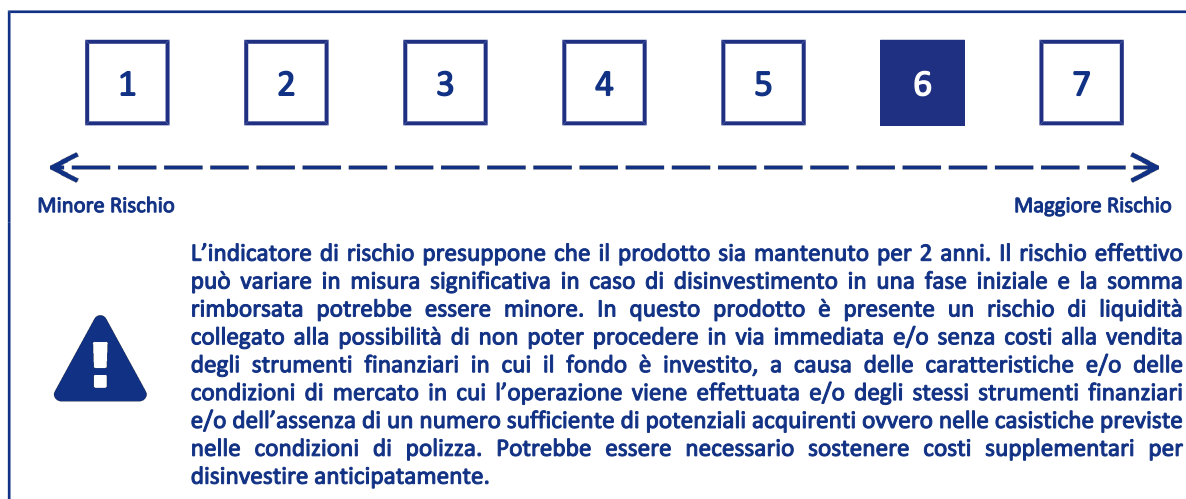 1 2 3 4 5 6 7
Minore Rischio Maggiore Rischio
L'indicatore di rischio presuppone che il prodotto sia mantenuto per 2 anni. Il rischio effettivo
può variare in misura significativa in caso di disinvestimento in una fase iniziale e la somma
rimborsata potrebbe essere minore. In questo prodotto è presente un rischio di liquidità
collegato alla possibilità di non poter procedere in via immediata e/o senza costi alla vendita
degli strumenti finanziari in cui il fondo è investito, a causa delle caratteristiche e/o delle
condizioni di mercato in cui l'operazione viene effettuata e/o degli stessi strumenti finanziari
e/o dell'assenza di un numero sufficiente di potenziali acquirenti ovvero nelle casistiche previste
nelle condizioni di polizza. Potrebbe essere necessario sostenere costi supplementari per
disinvestire anticipatamente.